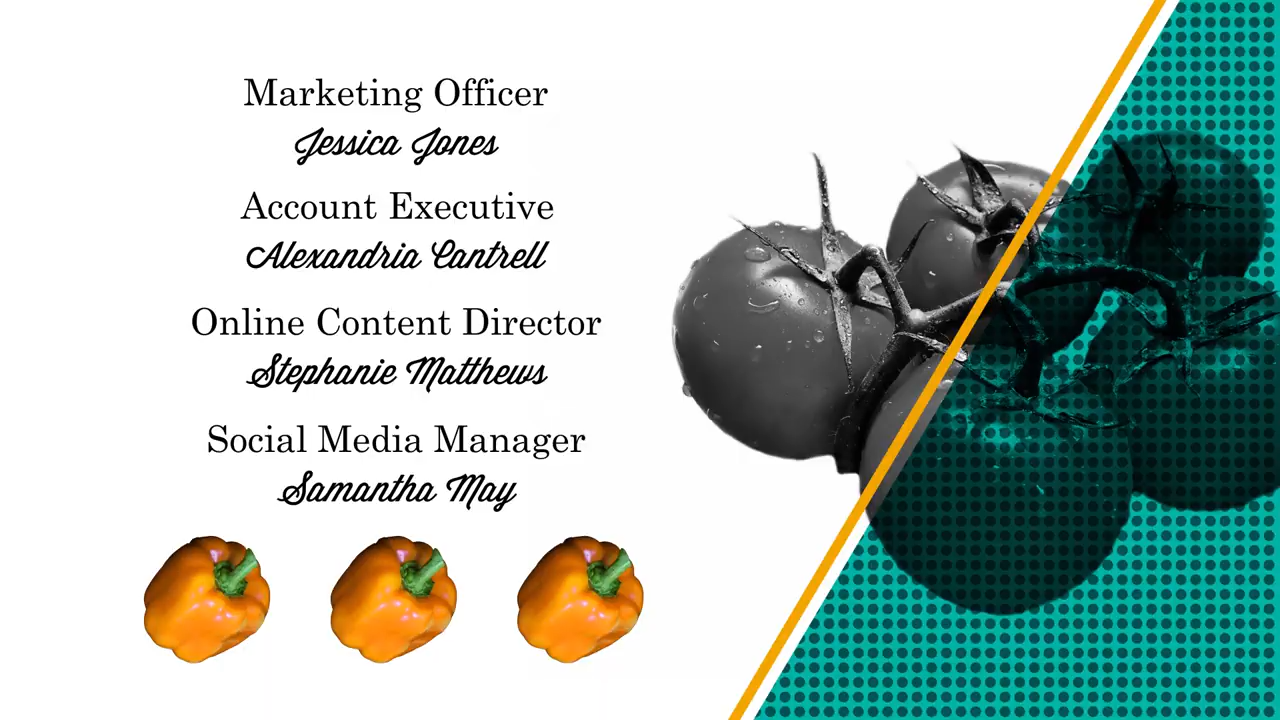 Marketing Officer
Jessica Jones
Account Executive
Alexandria Cantrell
Online Content Director
Stephanie Matthews
Social Media Manager
Samantha May